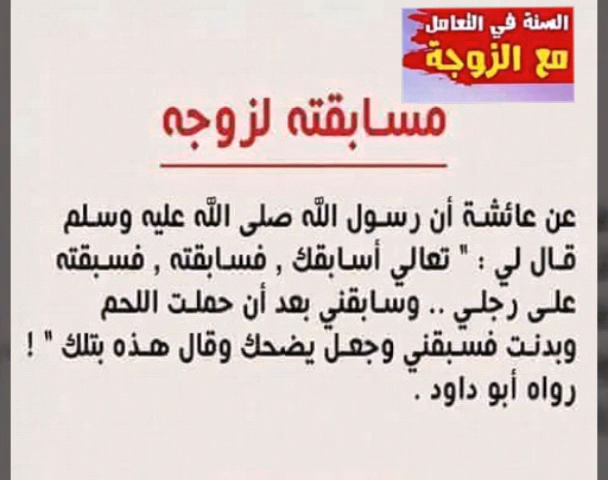 السنة في التعامل
مع الزوجة
مسابقته لزوجه
عن عائشة أن رسول الله صلى الله عليه وسلم
قال لي : " تعالي أسابقك , فسابقته , فسبقته
على رجلي .. وسابقني بعد أن حملت اللحم
وبدنت فسبقني وجعل يضحك وقال هذه بتلك " !
رواه أبو داود .